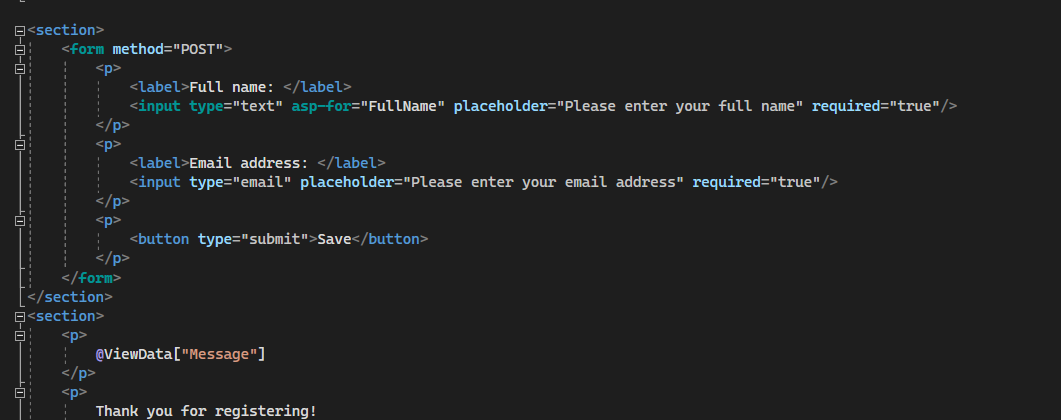 <section>
<form method="POST">
<p>
<label>Full name: </label>
<input type="text" asp-for="FullName" placeholder="Please enter your full name" required="true"/>
</p>
<p>
<label>Email address: </label>
<input type="email" placeholder="Please enter your email address" required="true"/>
</p>
<p>
<button type="submit">Save</button>
</p>
</form>
</section>
<section>
<p>
@ViewData["Message"]
</p>
<p>
Thank you for registering!